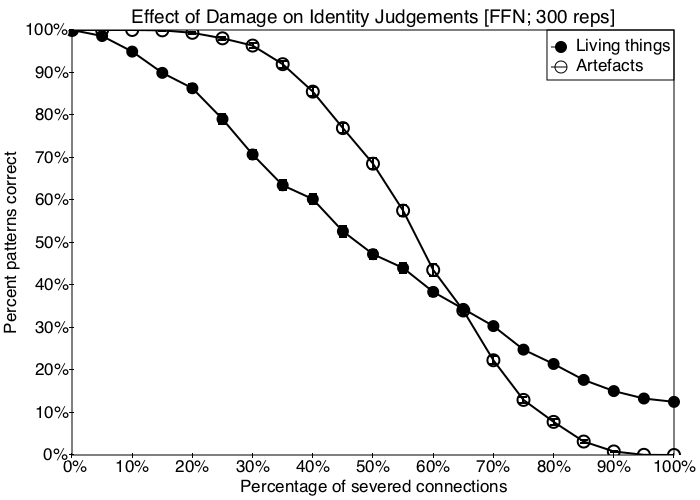 Effect of Damage on Identity Judgements [FFN; 300 reps]
100%
90%
80%
70%
60%
50%
40%
30%
20%
10%
0%
Percent patterns correct
Living things
Artefacts
0% 10% 20% 30% 40% 50% 60% 70% 80% 90% 100%
Percentage of severed connections